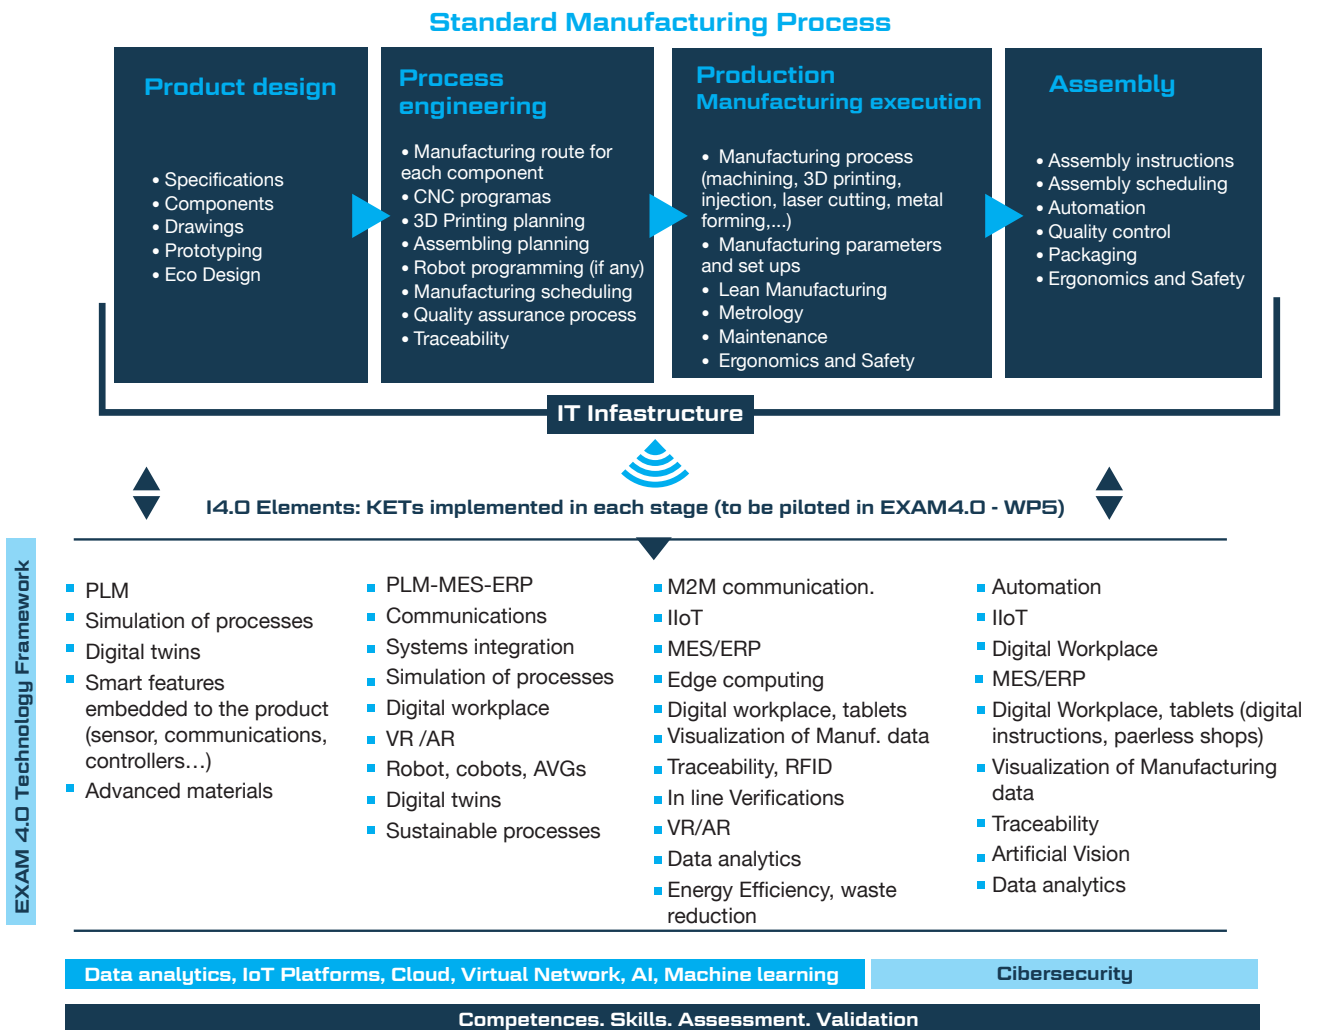 Standard Manufacturing Process
Product design
• Specifications
• Components
• Drawings
• Prototyping
• Eco Design
Process
engineering
• Manufacturing route for
each component
• CNC programas
• 3D Printing planning
• Assembling planning
• Robot programming (if any)
• Manufacturing scheduling
• Quality assurance process
• Traceability
Production
Manufacturing execution
• Manufacturing process
(machining, 3D printing,
injection, laser cutting, metal
forming,...)
• Manufacturing parameters
and set ups
• Lean Manufacturing
• Metrology
• Maintenance
• Ergonomics and Safety
Assembly
• Assembly instructions
• Assembly scheduling
• Automation
• Quality control
• Packaging
• Ergonomics and Safety
IT Infastructure
I4.0 Elements: KETs implemented in each stage (to be piloted in EXAM4.0 - WP5)
EXAM 4.0 Technology Framework
PLM
Simulation of processes
Digital twins
Smart features
embedded to the product
(sensor, communications,
controllers…)
Advanced materials
PLM-MES-ERP
Communications
Systems integration
Simulation of processes
Digital workplace
VR /AR
Robot, cobots, AVGs
Digital twins
Sustainable processes
M2M communication.
IIoT
MES/ERP
Edge computing
Digital workplace, tablets
Visualization of Manuf. data
Traceability, RFID
In line Verifications
VR/AR
Data analytics
Energy Efficiency, waste
reduction
Automation
IIoT
Digital Workplace
MES/ERP
Digital Workplace, tablets (digital
instructions, paerless shops)
Visualization of Manufacturing
data
Traceability
Artificial Vision
Data analytics
Data analytics, IoT Platforms, Cloud, Virtual Network, AI, Machine learning
Cibersecurity
Competences. Skills. Assessment. Validation